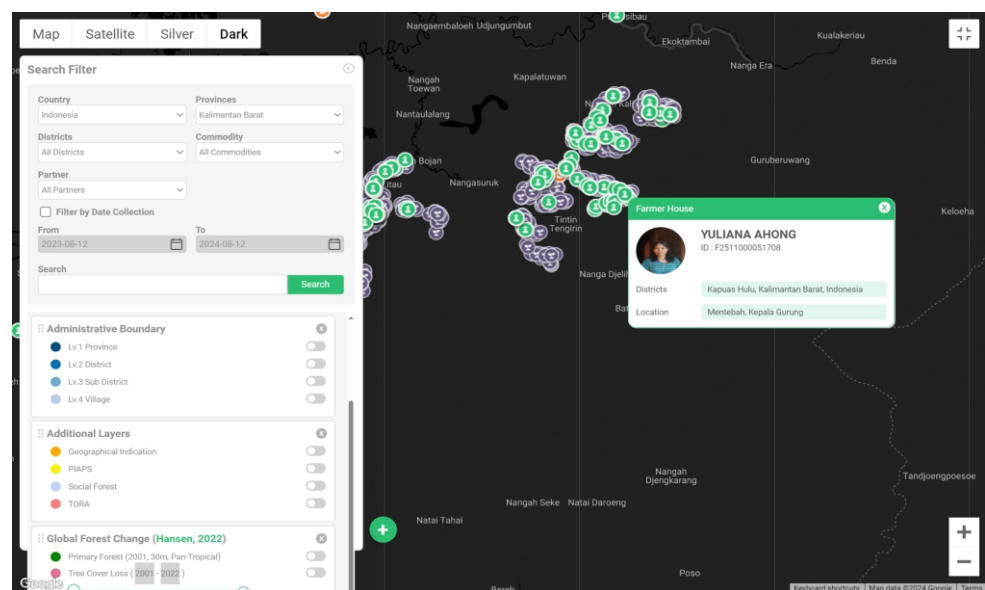 Map Satellite Silver Dark
Search Filter
Country Provinces
Indonesia Kalimantan Barat
Districts Commodity
All Districts All Commodities
Partner
All Partners
Filter by Date Collection
From To
2023-08-12 2024-08-12
Search
Search
Administrative Boundary
Lv.1 Province
Lv.2 District
Lv.3 Sub District
Lv.4 Village
Additional Layers
Geographical Indication
PIAPS
Social Forest
TORA
Global Forest Change (Hansen, 2022)
Primary Forest (2001, 30m, Pan-Tropical)
Tree Cover Loss ( 2001 - 2022 )
Google
Nangaembaloeh Udjungumbut
Ekoktambai
Kualakeriau
Nanga Era
Benda
Nangah
Toewan
Kapalatuwan
Nantaulalang
Bojan
Nangasuruk
Guruberuwang
Keloeha
Tintin
Tengirin
Farmer House
YULIANA AHONG
ID : F2511000051708
Districts Kapuas Hulu, Kalimantan Barat, Indonesia
Location Mentebah, Kepala Gurung
Nangah
Djengkarang
Tandjoengpoesoe
Nangah Seke Natai Daroeng
Natai Tahai
+
Poso
+
−
Keyboard shortcuts Map data ©2024 Google Terms